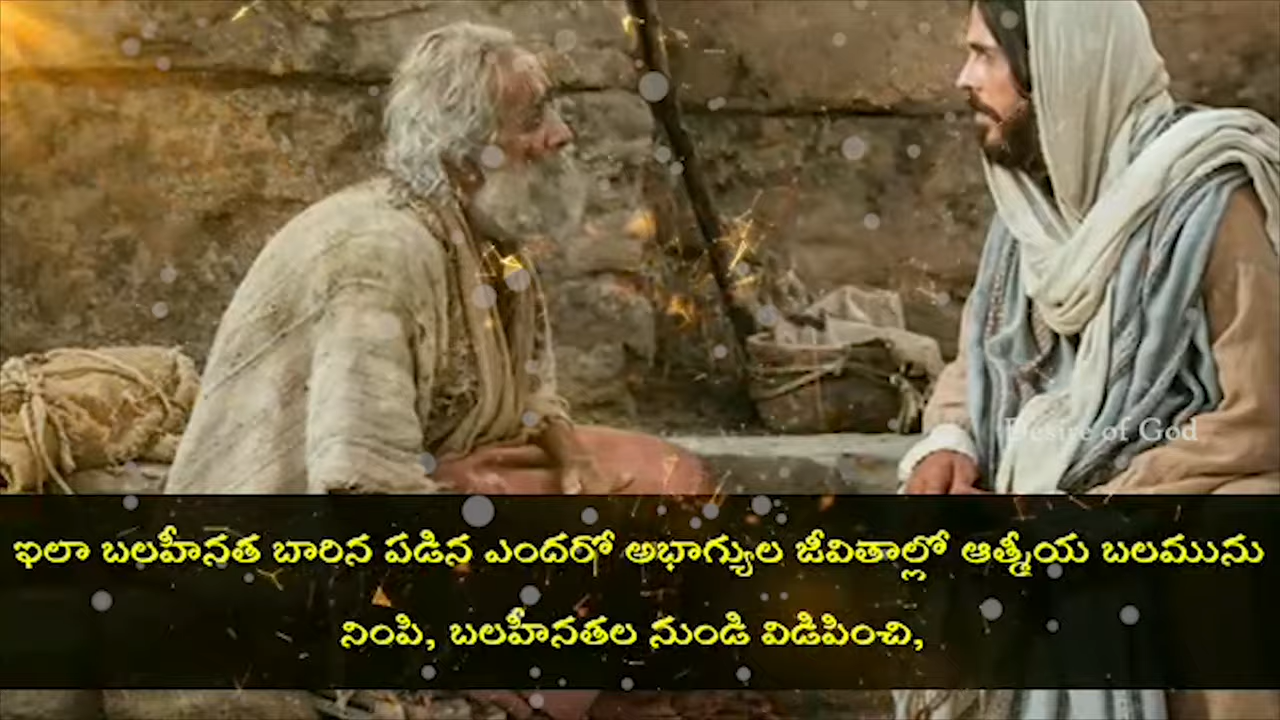 Desire of God
ఇలా బలహీనత బారిన పడిన ఎందరో అభాగ్యుల జీవితాల్లో ఆత్మీయ బలమును
నింపి, బలహీనతల నుండి విడిపించి,